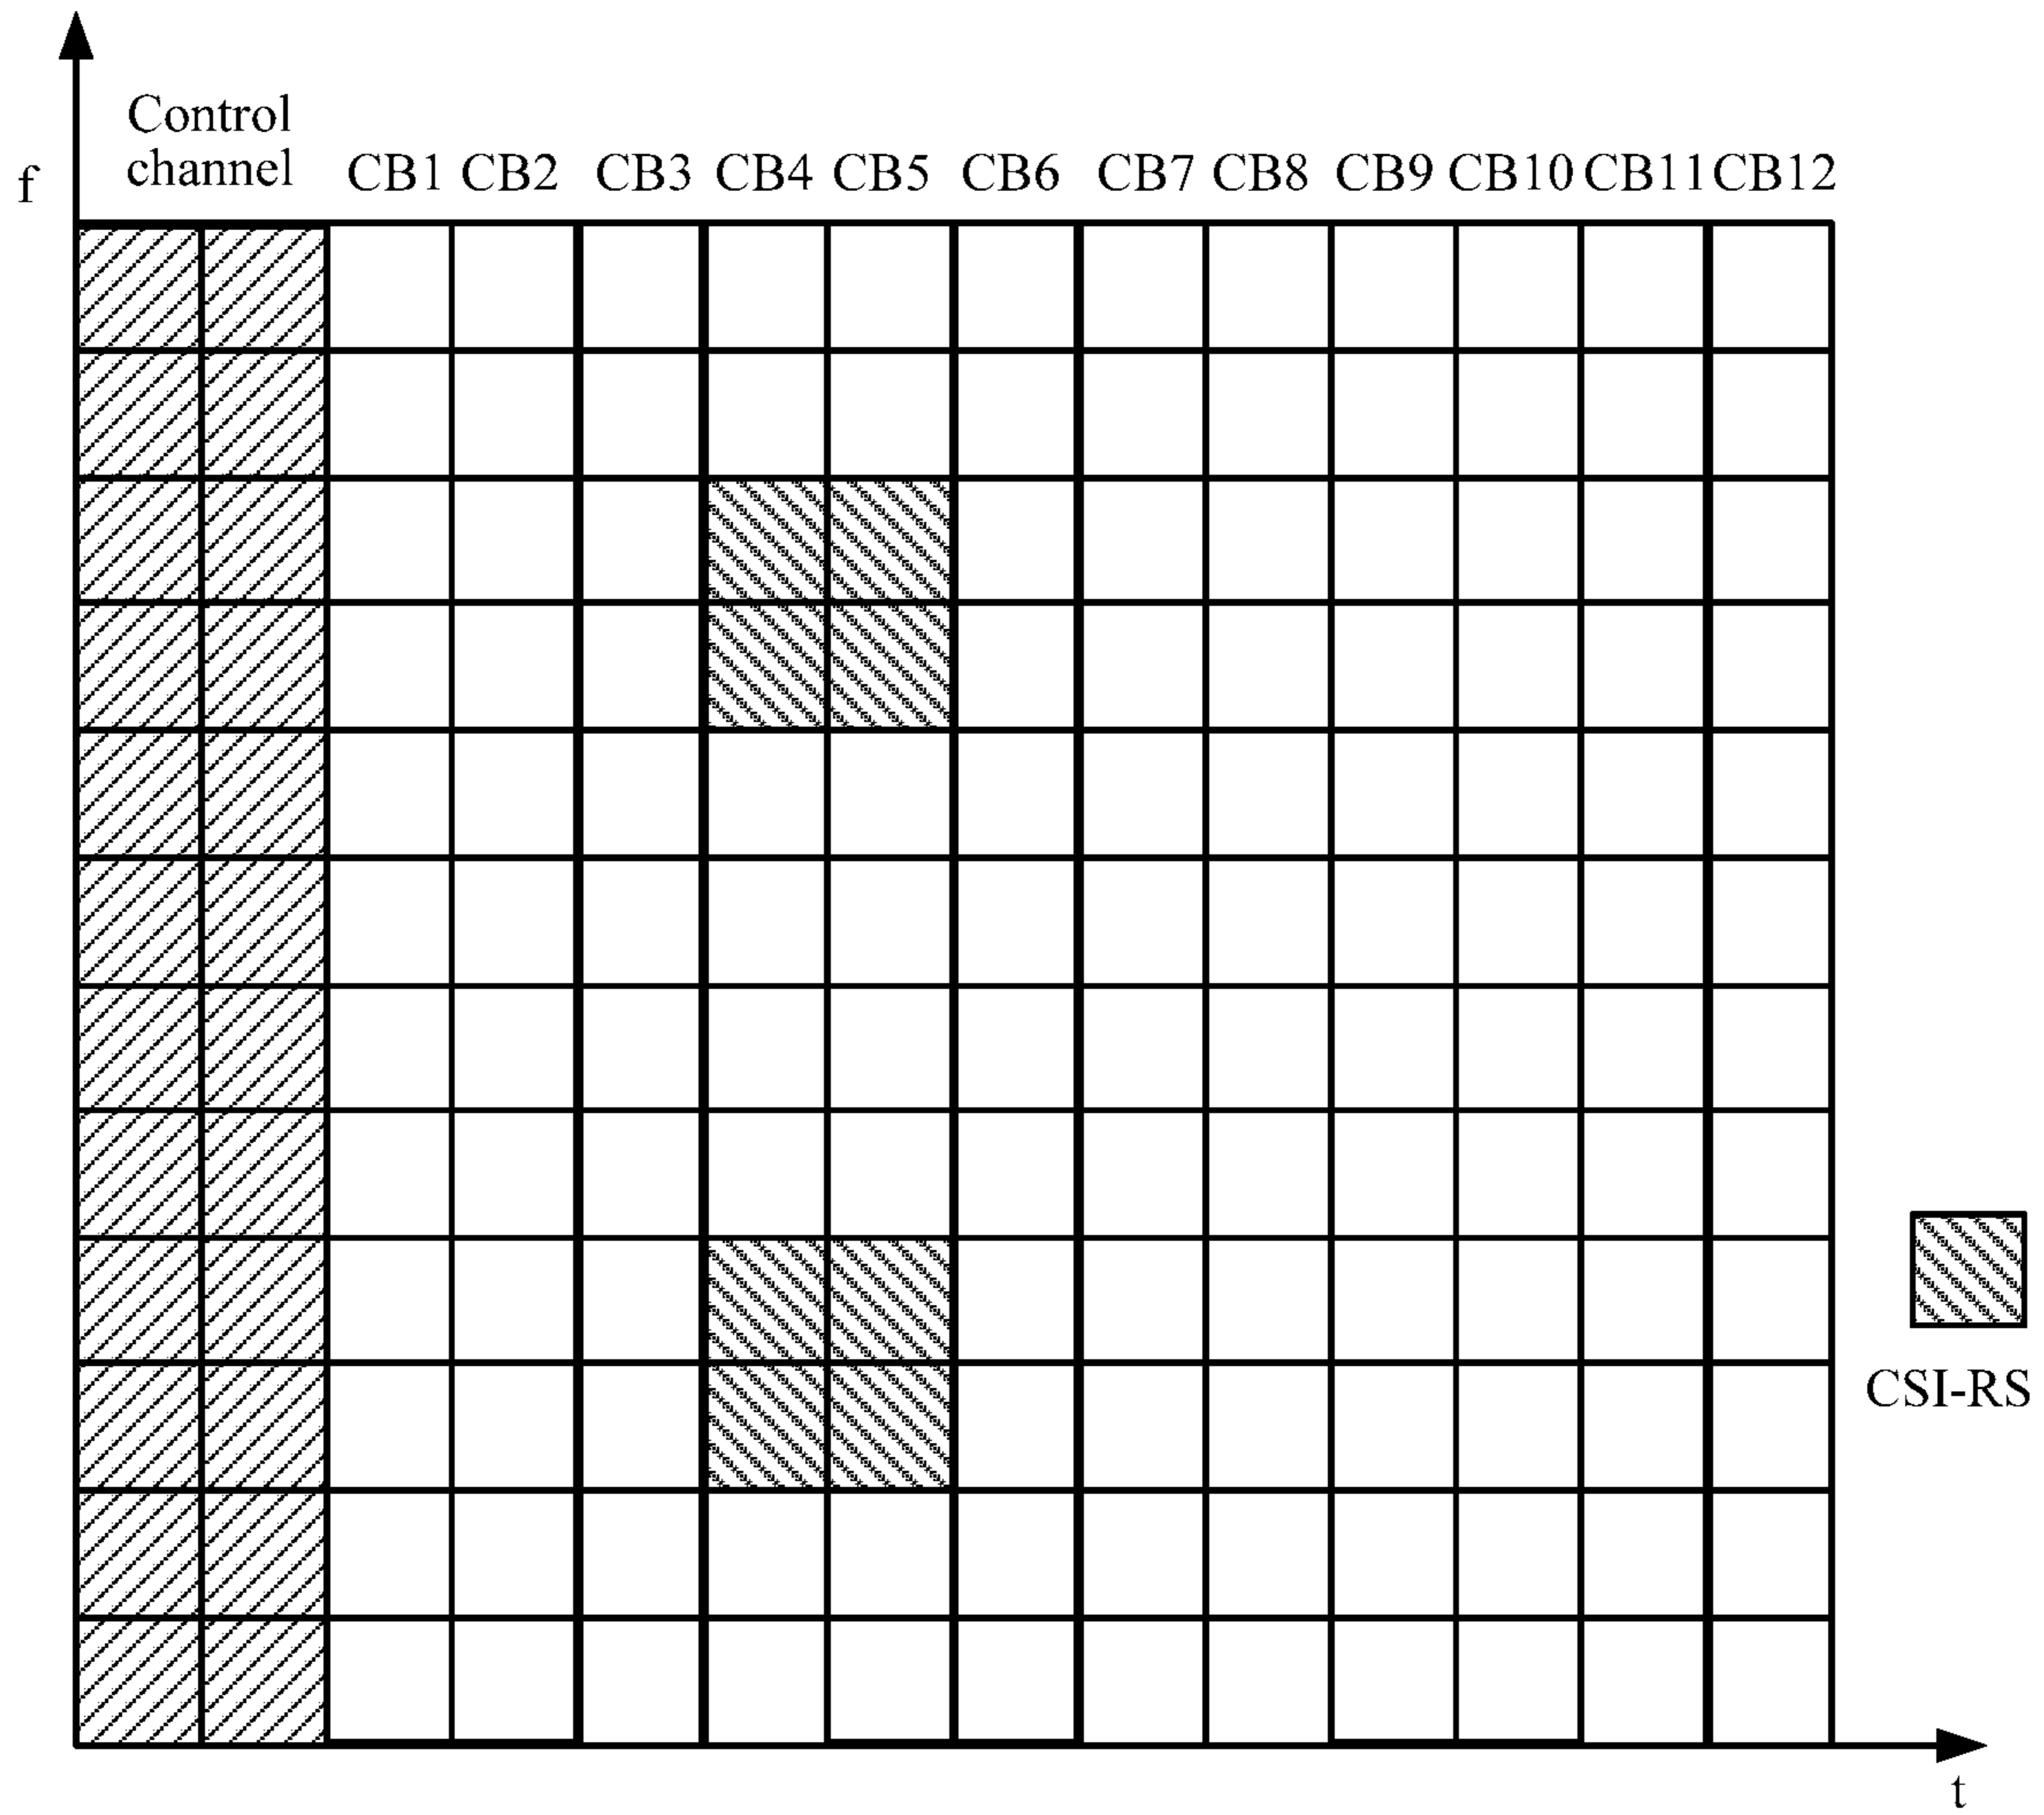 Control
channel
f
CB1 CB2 CB3 CB4 CB5 CB6 CB7 CB8 CB9 CB10 CB11 CB12
CSI-RS
t